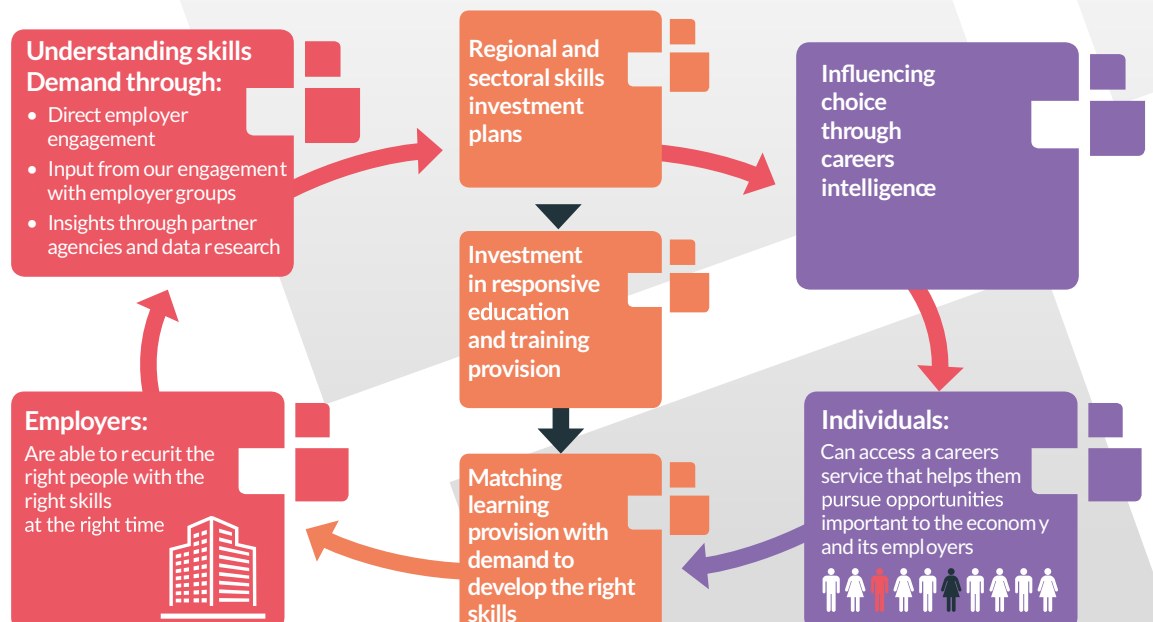 Understanding skills
Demand through:
• Direct employer
engagement
• Input from our engagement
with employer groups
• Insights through partner
agencies and data research
Regional and
sectoral skills
investment
plans
Influencing
choice
through
careers
intelligence
Investment
in responsive
education
and training
provision
Employers:
Are able to recurit the
right people with the
right skills
at the right time
Matching
learning
provision with
demand to
develop the right
skills
Individuals:
Can access a careers
service that helps them
pursue opportunities
important to the economy
and its employers